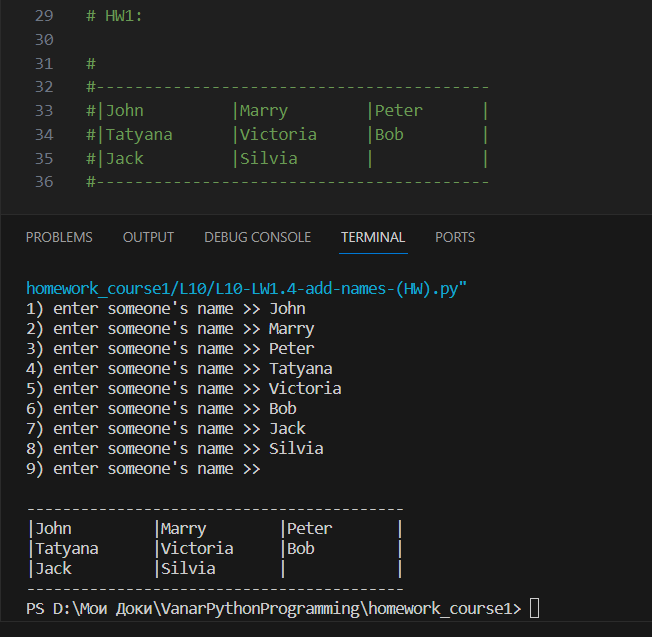 29 # HW1:
30
31 #
32 #-----------------------------------------
33 #|John         |Marry        |Peter      |
34 #|Tatyana      |Victoria     |Bob        |
35 #|Jack         |Silvia       |           |
36 #-----------------------------------------
PROBLEMS OUTPUT DEBUG CONSOLE TERMINAL PORTS
homework_course1/L10/L10-LW1.4-add-names-(HW).py"
1) enter someone's name >> John
2) enter someone's name >> Marry
3) enter someone's name >> Peter
4) enter someone's name >> Tatyana
5) enter someone's name >> Victoria
6) enter someone's name >> Bob
7) enter someone's name >> Jack
8) enter someone's name >> Silvia
9) enter someone's name >>
------------------------------------------
|John         |Marry        |Peter       |
|Tatyana      |Victoria     |Bob         |
|Jack         |Silvia       |            |
------------------------------------------
PS D:\Мои Доки\VanarPythonProgramming\homework_course1>